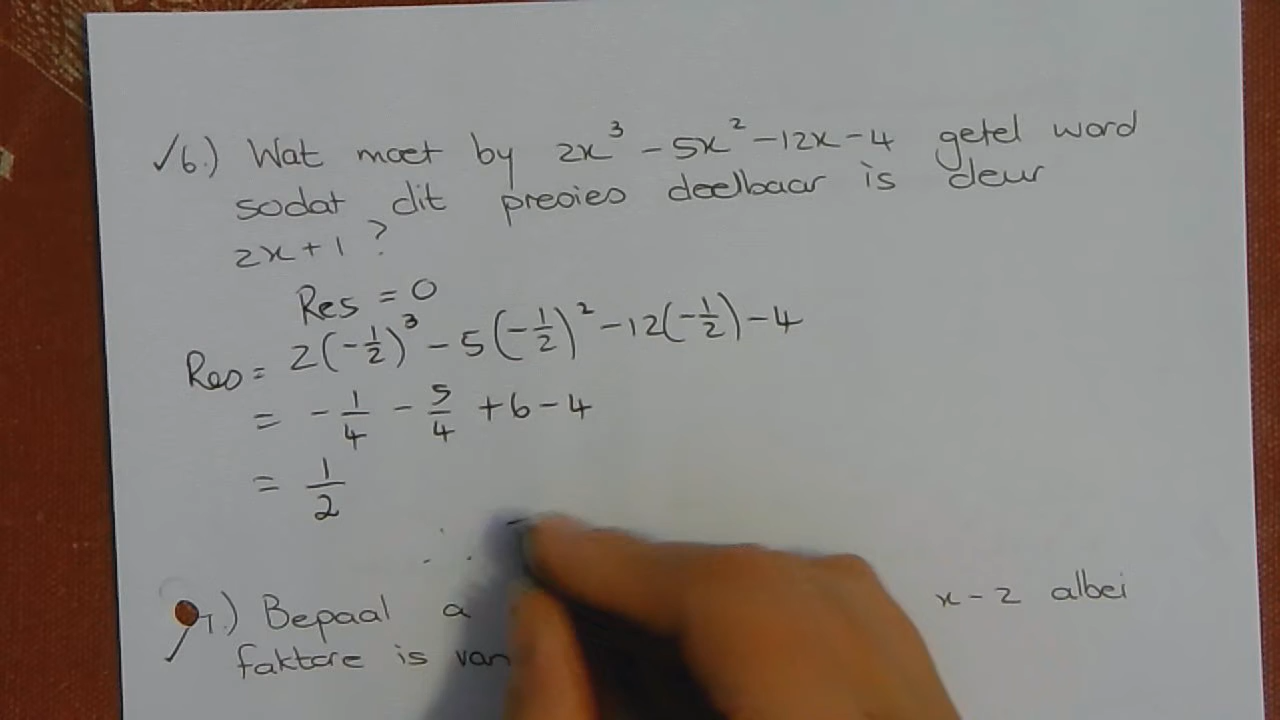 ✓6.) Wat moet by 2x³ - 5x² - 12x - 4 getel word
sodat dit presies deelbaar is deur
2x + 1 ?
Res = 0
Res = 2(-1/2)³ - 5(-1/2)² - 12(-1/2) - 4
= - 1/4 - 5/4 + 6 - 4
= 1/2
∴ -
7.) Bepaal a x - 2 albei
faktore is van